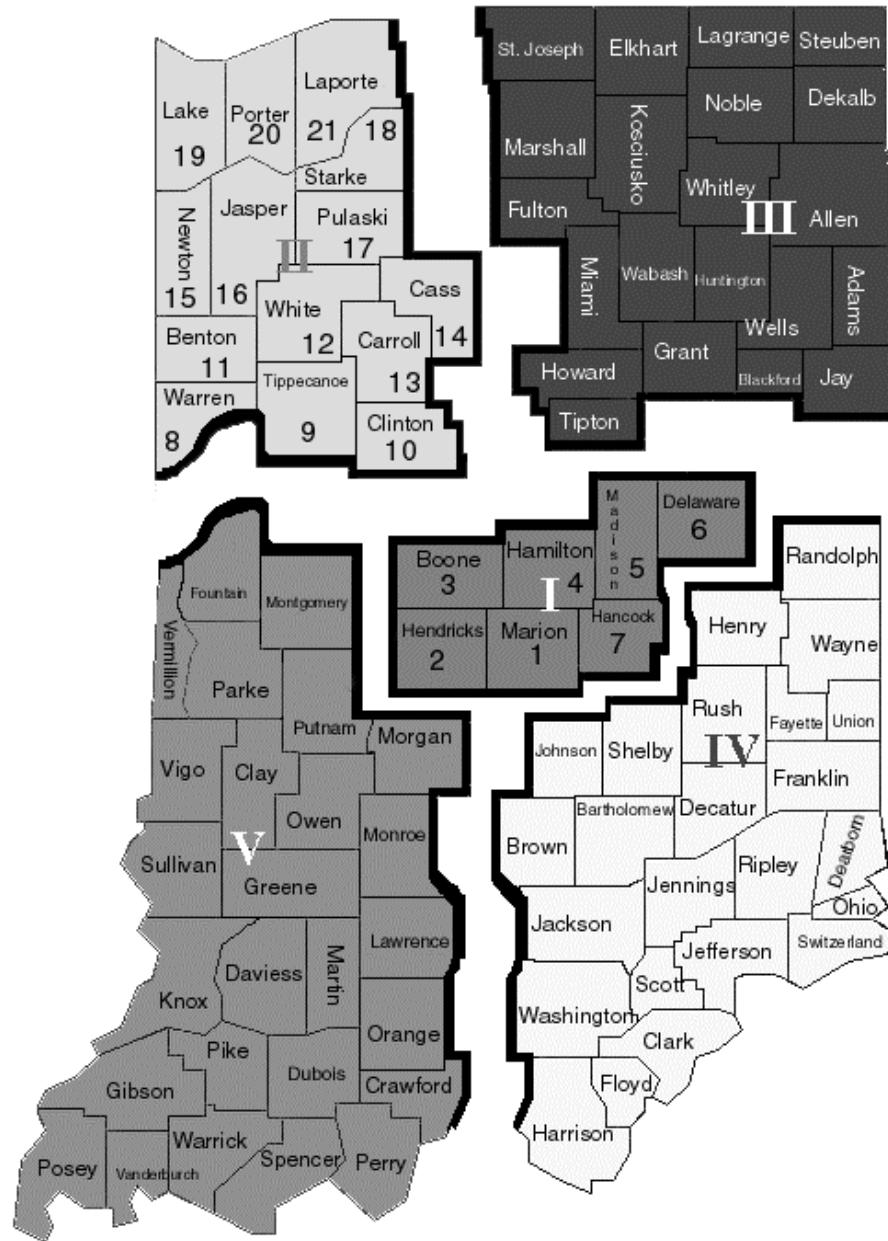 Lake
19
Porter
20
Laporte
21
18
Starke
Newton
15
Jasper
16
Pulaski
17
II
White
12
Cass
14
Carroll
13
Benton
11
Warren
8
Tippecanoe
9
Clinton
10
St. Joseph
Elkhart
Lagrange
Steuben
Noble
Dekalb
Marshall
Kosciusko
Whitley
III
Allen
Fulton
Miami
Wabash
Huntington
Wells
Adams
Howard
Grant
Blackford
Jay
Tipton
Boone
3
Hamilton
4
Madison
5
Delaware
6
I
Hendricks
2
Marion
1
Hancock
7
Fountain
Montgomery
Vermillion
Parke
Putnam
Morgan
Vigo
Clay
Owen
Monroe
V
Sullivan
Greene
Lawrence
Knox
Daviess
Martin
Orange
Gibson
Pike
Dubois
Crawford
Posey
Vanderburch
Warrick
Spencer
Perry
Randolph
Henry
Wayne
Rush
Fayette
Union
Johnson
Shelby
IV
Franklin
Brown
Bartholomew
Decatur
Dearborn
Jennings
Ripley
Ohio
Jackson
Jefferson
Switzerland
Scott
Washington
Clark
Floyd
Harrison